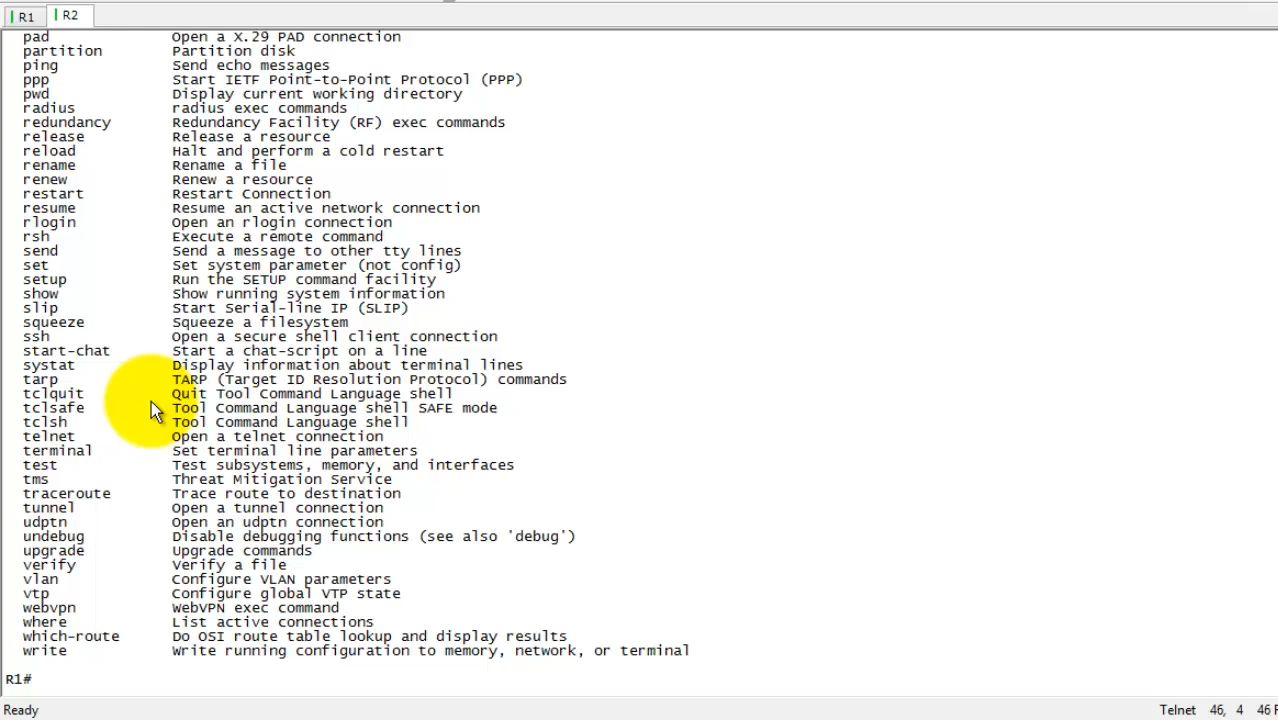 R1 R2
pad Open a X.29 PAD connection
partition Partition disk
ping Send echo messages
ppp Start IETF Point-to-Point Protocol (PPP)
pwd Display current working directory
radius radius exec commands
redundancy Redundancy Facility (RF) exec commands
release Release a resource
reload Halt and perform a cold restart
rename Rename a file
renew Renew a resource
restart Restart Connection
resume Resume an active network connection
rlogin Open an rlogin connection
rsh Execute a remote command
send Send a message to other tty lines
set Set system parameter (not config)
setup Run the SETUP command facility
show Show running system information
slip Start Serial-line IP (SLIP)
squeeze Squeeze a filesystem
ssh Open a secure shell client connection
start-chat Start a chat-script on a line
systat Display information about terminal lines
tarp TARP (Target ID Resolution Protocol) commands
tclquit Quit Tool Command Language shell
tclsafe Tool Command Language shell SAFE mode
tclsh Tool Command Language shell
telnet Open a telnet connection
terminal Set terminal line parameters
test Test subsystems, memory, and interfaces
tms Threat Mitigation Service
traceroute Trace route to destination
tunnel Open a tunnel connection
udptn Open an udptn connection
undebug Disable debugging functions (see also 'debug')
upgrade Upgrade commands
verify Verify a file
vlan Configure VLAN parameters
vtp Configure global VTP state
webvpn WebVPN exec command
where List active connections
which-route Do OSI route table lookup and display results
write Write running configuration to memory, network, or terminal
R1#
Ready Telnet 46, 4 46